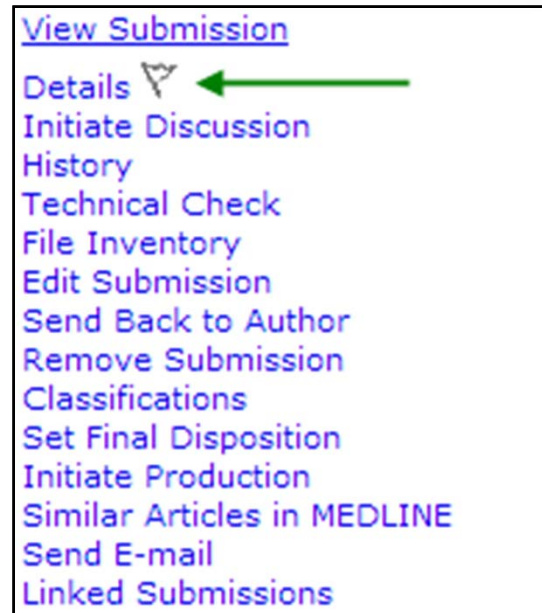 View Submission
Details
Initiate Discussion
History
Technical Check
File Inventory
Edit Submission
Send Back to Author
Remove Submission
Classifications
Set Final Disposition
Initiate Production
Similar Articles in MEDLINE
Send E-mail
Linked Submissions